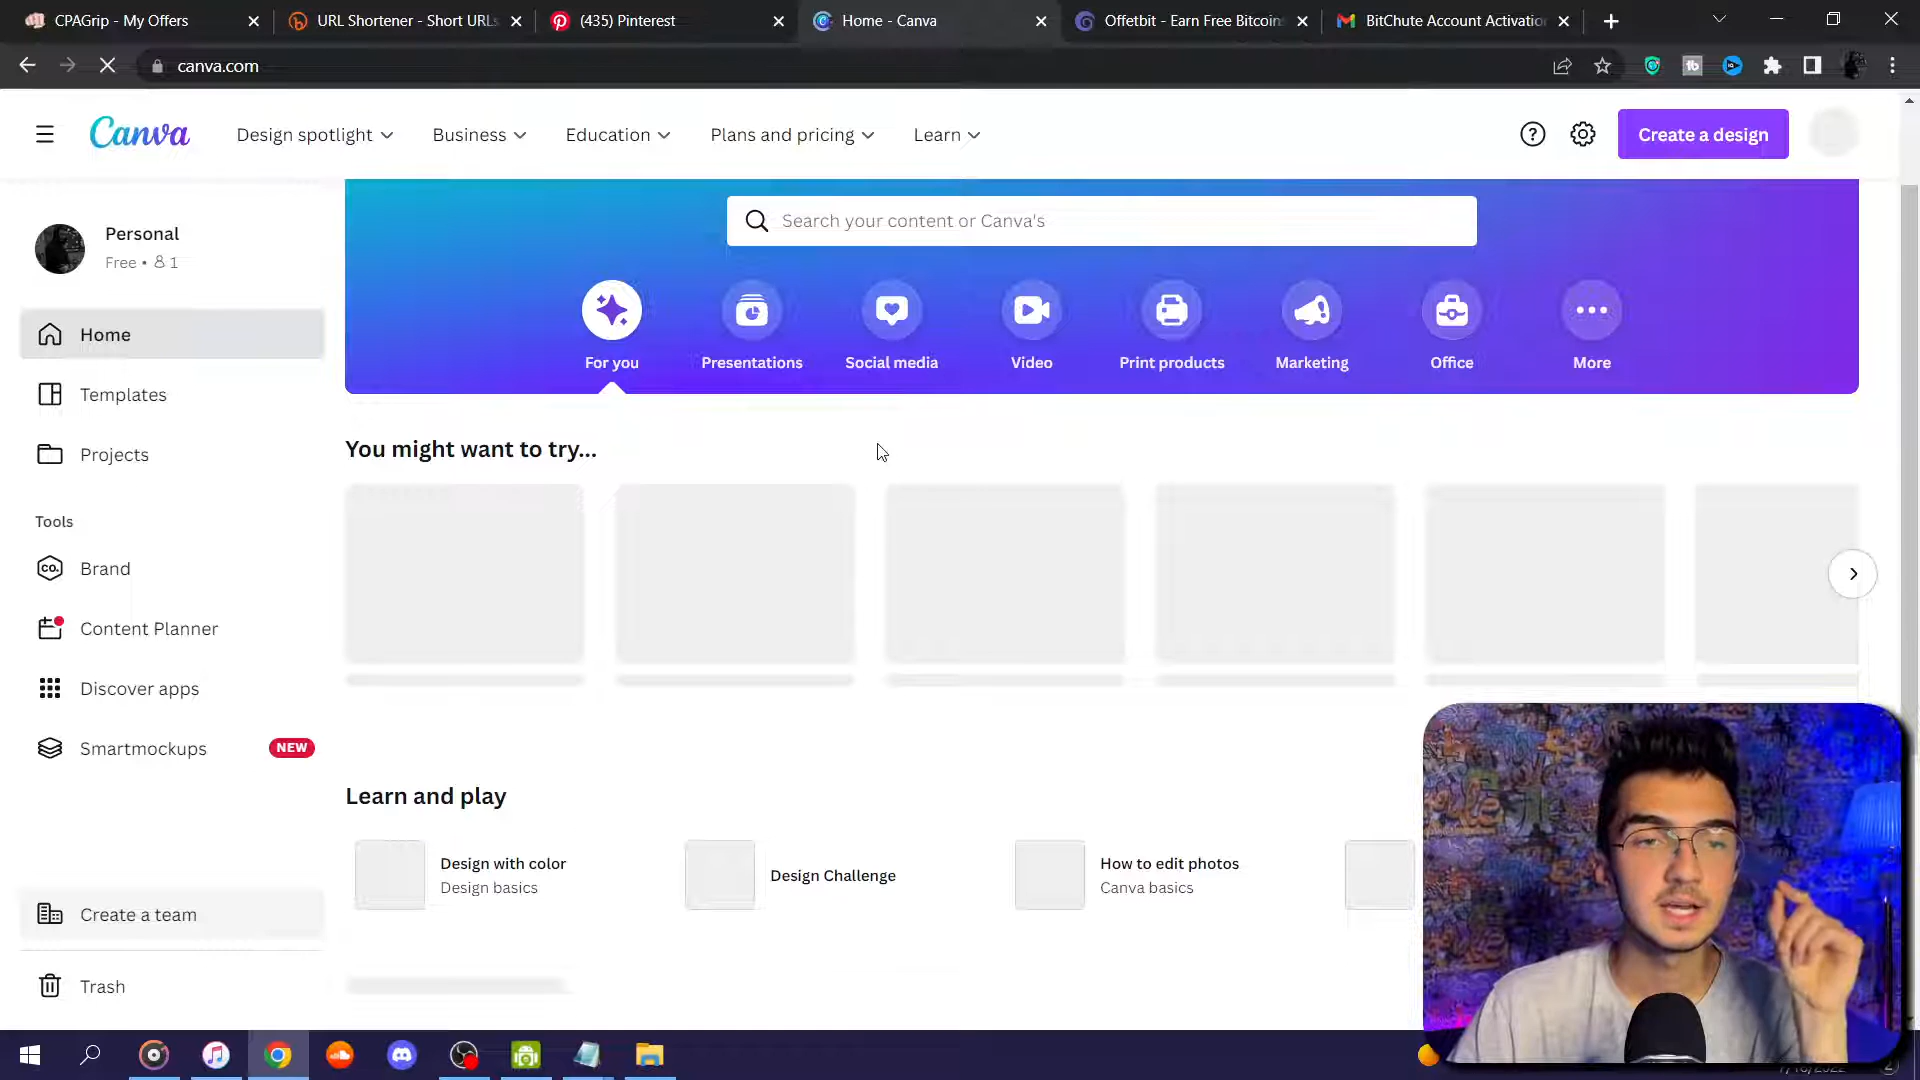 CPAGrip - My Offers
URL Shortener - Short URLs
(435) Pinterest
Home - Canva
Offetbit - Earn Free Bitcoin
BitChute Account Activatio
canva.com
Canva
Design spotlight
Business
Education
Plans and pricing
Learn
Create a design
Search your content or Canva's
Personal
Free • 1
For you
Presentations
Social media
Video
Print products
Marketing
Office
More
Home
Templates
Projects
You might want to try...
Tools
CO.
Brand
Content Planner
Discover apps
Smartmockups
NEW
Learn and play
Design with color
Design basics
Design Challenge
How to edit photos
Canva basics
Create a team
Trash